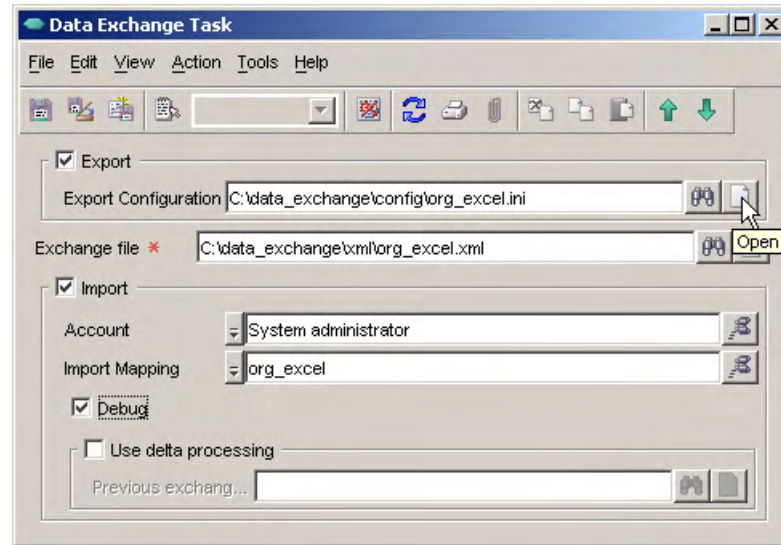 Data Exchange Task
File Edit View Action Tools Help
Export
Export Configuration C:\data_exchange\config\org_excel.ini
Open
Exchange file * C:\data_exchange\xml\org_excel.xml
Import
Account System administrator
Import Mapping org_excel
Debug
Use delta processing
Previous exchang...